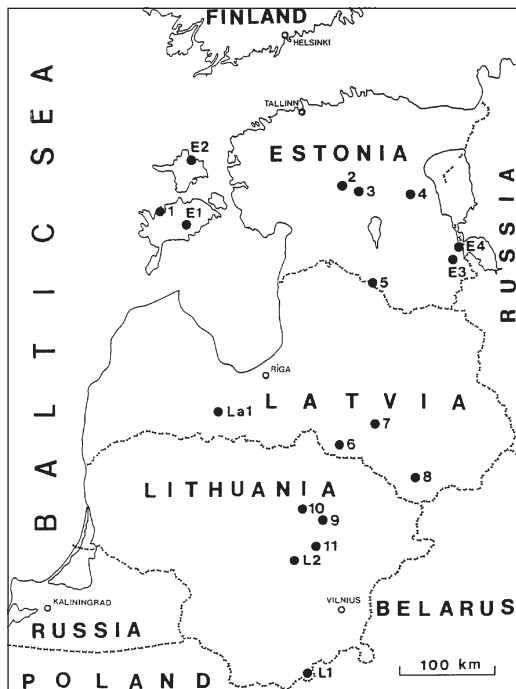 FINLAND
HELSINKI
BALTIC SEA
TALLINN
ESTONIA
E2
2
3
4
1
E1
E4
E3
RUSSIA
5
RĪGA
LATVIA
La1
7
6
8
LITHUANIA
10
9
11
L2
KALININGRAD
VILNIUS
BELARUS
RUSSIA
L1
100 km
POLAND